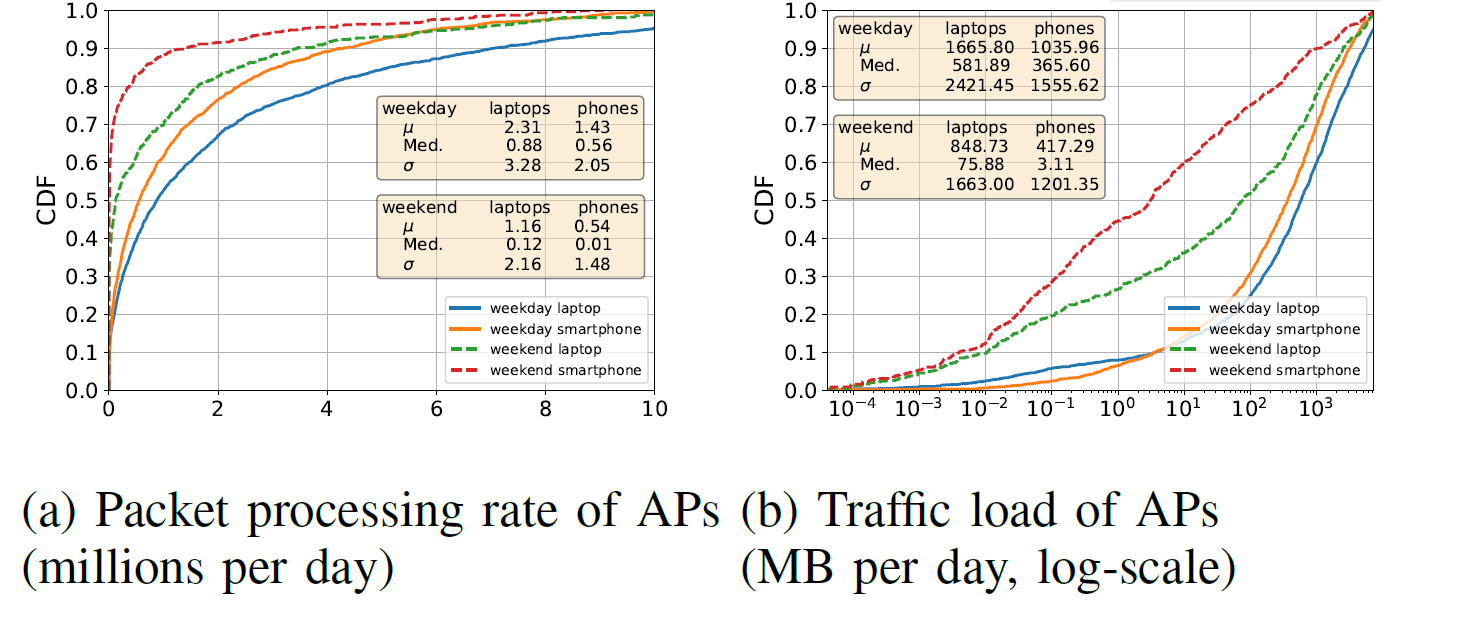 CDF
1.0
0.9
0.8
0.7
0.6
0.5
0.4
0.3
0.2
0.1
0.0
0 2 4 6 8 10
weekday laptops phones
μ 2.31 1.43
Med. 0.88 0.56
σ 3.28 2.05
weekend laptops phones
μ 1.16 0.54
Med. 0.12 0.01
σ 2.16 1.48
weekday laptop
weekday smartphone
weekend laptop
weekend smartphone
(a) Packet processing rate of APs
(millions per day)
CDF
1.0
0.9
0.8
0.7
0.6
0.5
0.4
0.3
0.2
0.1
0.0
10⁻⁴ 10⁻³ 10⁻² 10⁻¹ 10⁰ 10¹ 10² 10³
weekday laptops phones
μ 1665.80 1035.96
Med. 581.89 365.60
σ 2421.45 1555.62
weekend laptops phones
μ 848.73 417.29
Med. 75.88 3.11
σ 1663.00 1201.35
weekday laptop
weekday smartphone
weekend laptop
weekend smartphone
(b) Traffic load of APs
(MB per day, log-scale)